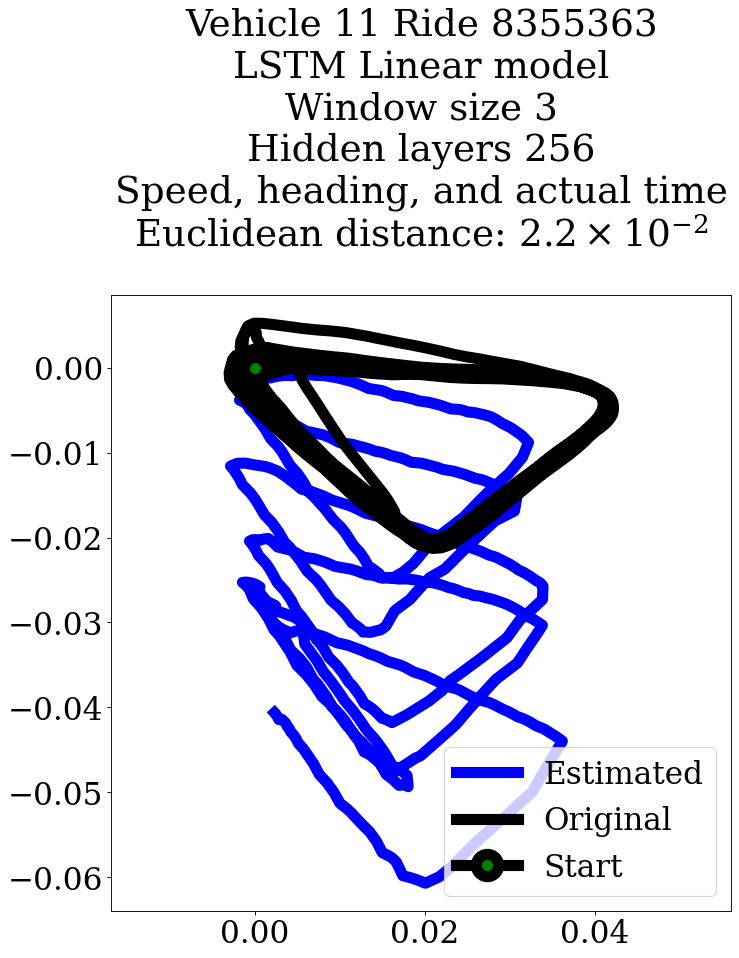 Vehicle 11 Ride 8355363
LSTM Linear model
Window size 3
Hidden layers 256
Speed, heading, and actual time
Euclidean distance: 2.2 × 10⁻²
0.00
−0.01
−0.02
−0.03
−0.04
−0.05
−0.06
Estimated
Original
Start
0.00 0.02 0.04